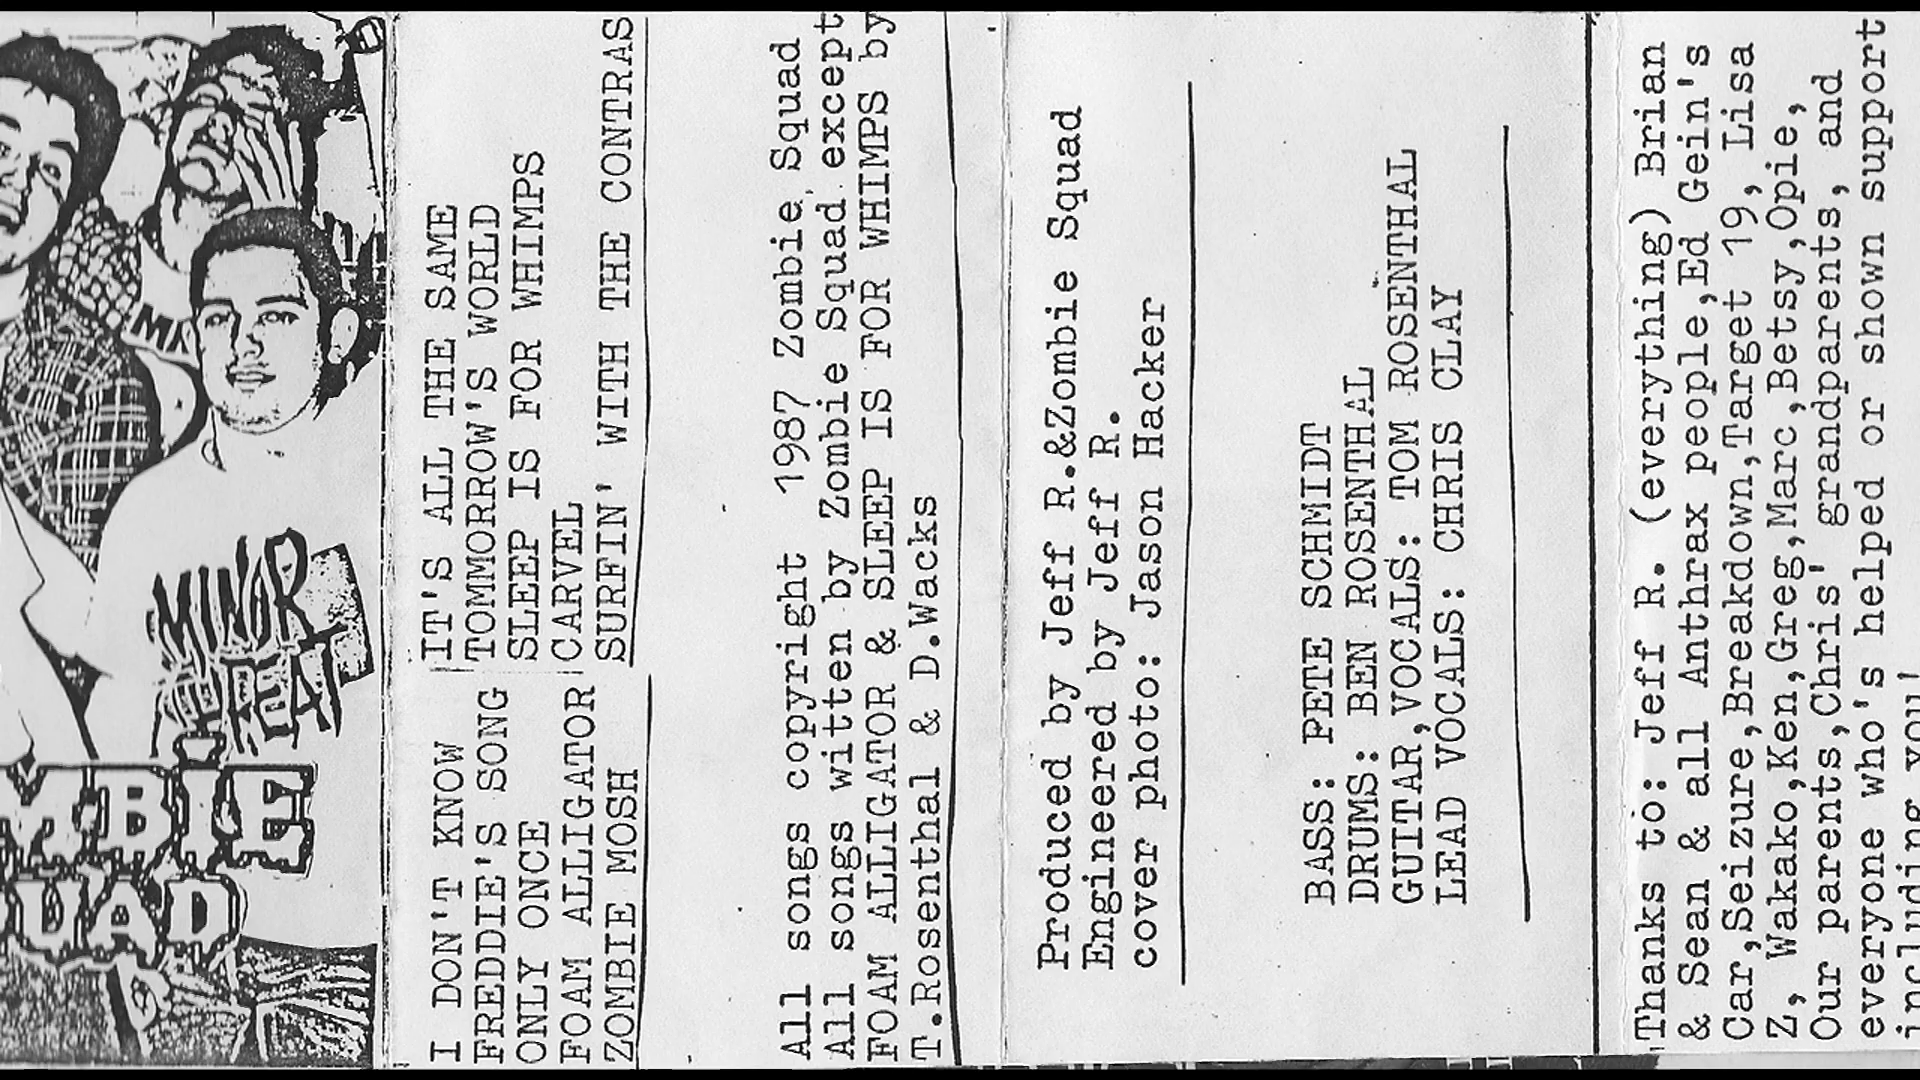 MINOR
THREAT
MBIE
UAD
I DON'T KNOW
FREDDIE'S SONG
ONLY ONCE
FOAM ALLIGATOR
ZOMBIE MOSH
IT'S ALL THE SAME
TOMMORROW'S WORLD
SLEEP IS FOR WHIMPS
CARVEL
SURFIN' WITH THE CONTRAS
All songs copyright 1987 Zombie Squad
All songs witten by Zombie Squad except
FOAM ALLIGATOR & SLEEP IS FOR WHIMPS by
T.Rosenthal & D.Wacks
Produced by Jeff R.&Zombie Squad
Engineered by Jeff R.
cover photo: Jason Hacker
BASS: PETE SCHMIDT
DRUMS: BEN ROSENTHAL
GUITAR,VOCALS: TOM ROSENTHAL
LEAD VOCALS: CHRIS CLAY
Thanks to: Jeff R. (everything) Brian
& Sean & all Anthrax people,Ed Gein's
Car,Seizure,Breakdown,Target 19, Lisa
Z, Wakako,Ken,Greg,Marc,Betsy,Opie,
Our parents,Chris' grandparents, and
everyone who's helped or shown support
including you!